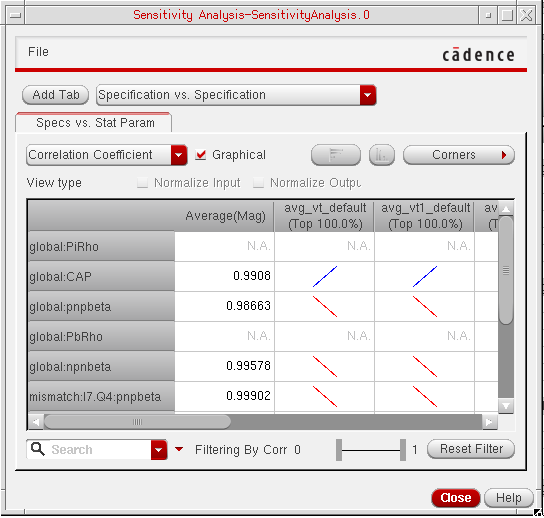 Sensitivity Analysis-SensitivityAnalysis.0
File
cādence
Add Tab
Specification vs. Specification
Specs vs. Stat Param
Correlation Coefficient
Graphical
Corners
View type
Normalize Input
Normalize Outpu
Average(Mag)
avg_vt_default
(Top 100.0%)
avg_vt1_default
(Top 100.0%)
global:PiRho
N.A.
N.A.
N.A.
global:CAP
0.9908
global:pnpbeta
0.98663
global:PbRho
N.A.
N.A.
N.A.
global:npnbeta
0.99578
mismatch:I7.Q4:pnpbeta
0.99902
Search
Filtering By Corr 0
1
Reset Filter
Close
Help